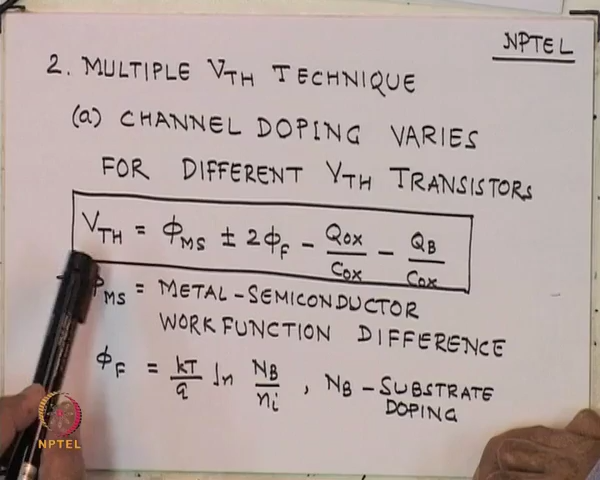 NPTEL
2. MULTIPLE VTH TECHNIQUE
(a) CHANNEL DOPING VARIES
FOR DIFFERENT VTH TRANSISTORS
VTH = ϕMS ± 2ϕF - QOX/COX - QB/COX
ϕMS = METAL-SEMICONDUCTOR
WORKFUNCTION DIFFERENCE
ϕF = kT/q ln NB/ni , NB - SUBSTRATE
DOPING
NPTEL